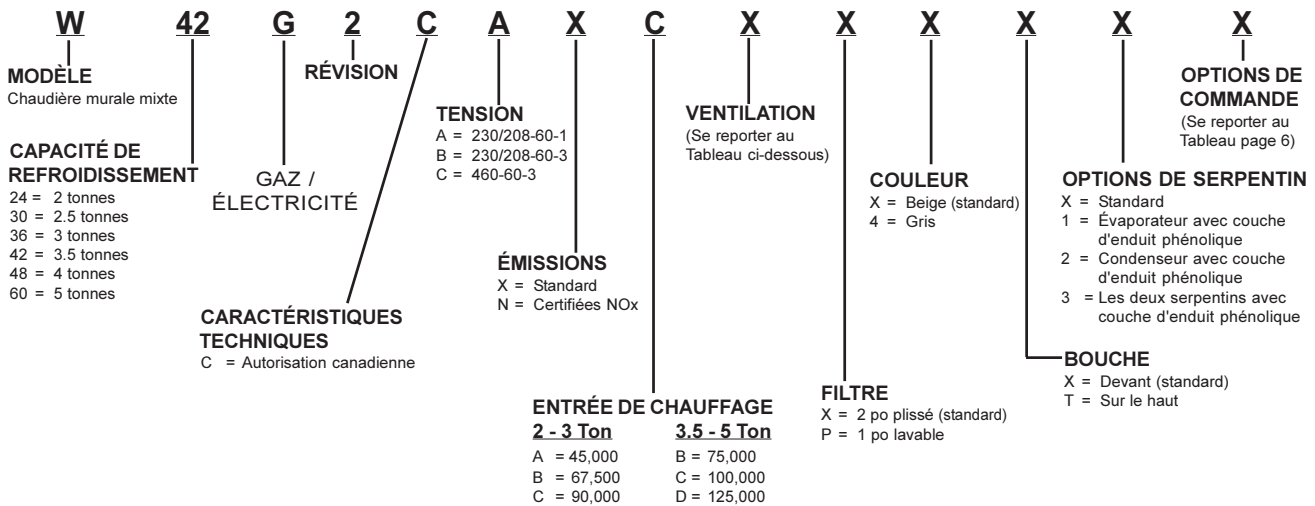 W 42 G 2 C A X C X X X X X X
MODÈLE
Chaudière murale mixte
CAPACITÉ DE
REFROIDISSEMENT
24 = 2 tonnes
30 = 2.5 tonnes
36 = 3 tonnes
42 = 3.5 tonnes
48 = 4 tonnes
60 = 5 tonnes
GAZ /
ÉLECTRICITÉ
RÉVISION
CARACTÉRISTIQUES
TECHNIQUES
C = Autorisation canadienne
TENSION
A = 230/208-60-1
B = 230/208-60-3
C = 460-60-3
ÉMISSIONS
X = Standard
N = Certifiées NOx
ENTRÉE DE CHAUFFAGE
2 - 3 Ton
A = 45,000
B = 67,500
C = 90,000
3.5 - 5 Ton
B = 75,000
C = 100,000
D = 125,000
VENTILATION
(Se reporter au
Tableau ci-dessous)
FILTRE
X = 2 po plissé (standard)
P = 1 po lavable
COULEUR
X = Beige (standard)
4 = Gris
BOUCHE
X = Devant (standard)
T = Sur le haut
OPTIONS DE SERPENTIN
X = Standard
1 = Évaporateur avec couche
d'enduit phénolique
2 = Condenseur avec couche
d'enduit phénolique
3 = Les deux serpentins avec
couche d'enduit phénolique
OPTIONS DE
COMMANDE
(Se reporter au
Tableau page 6)